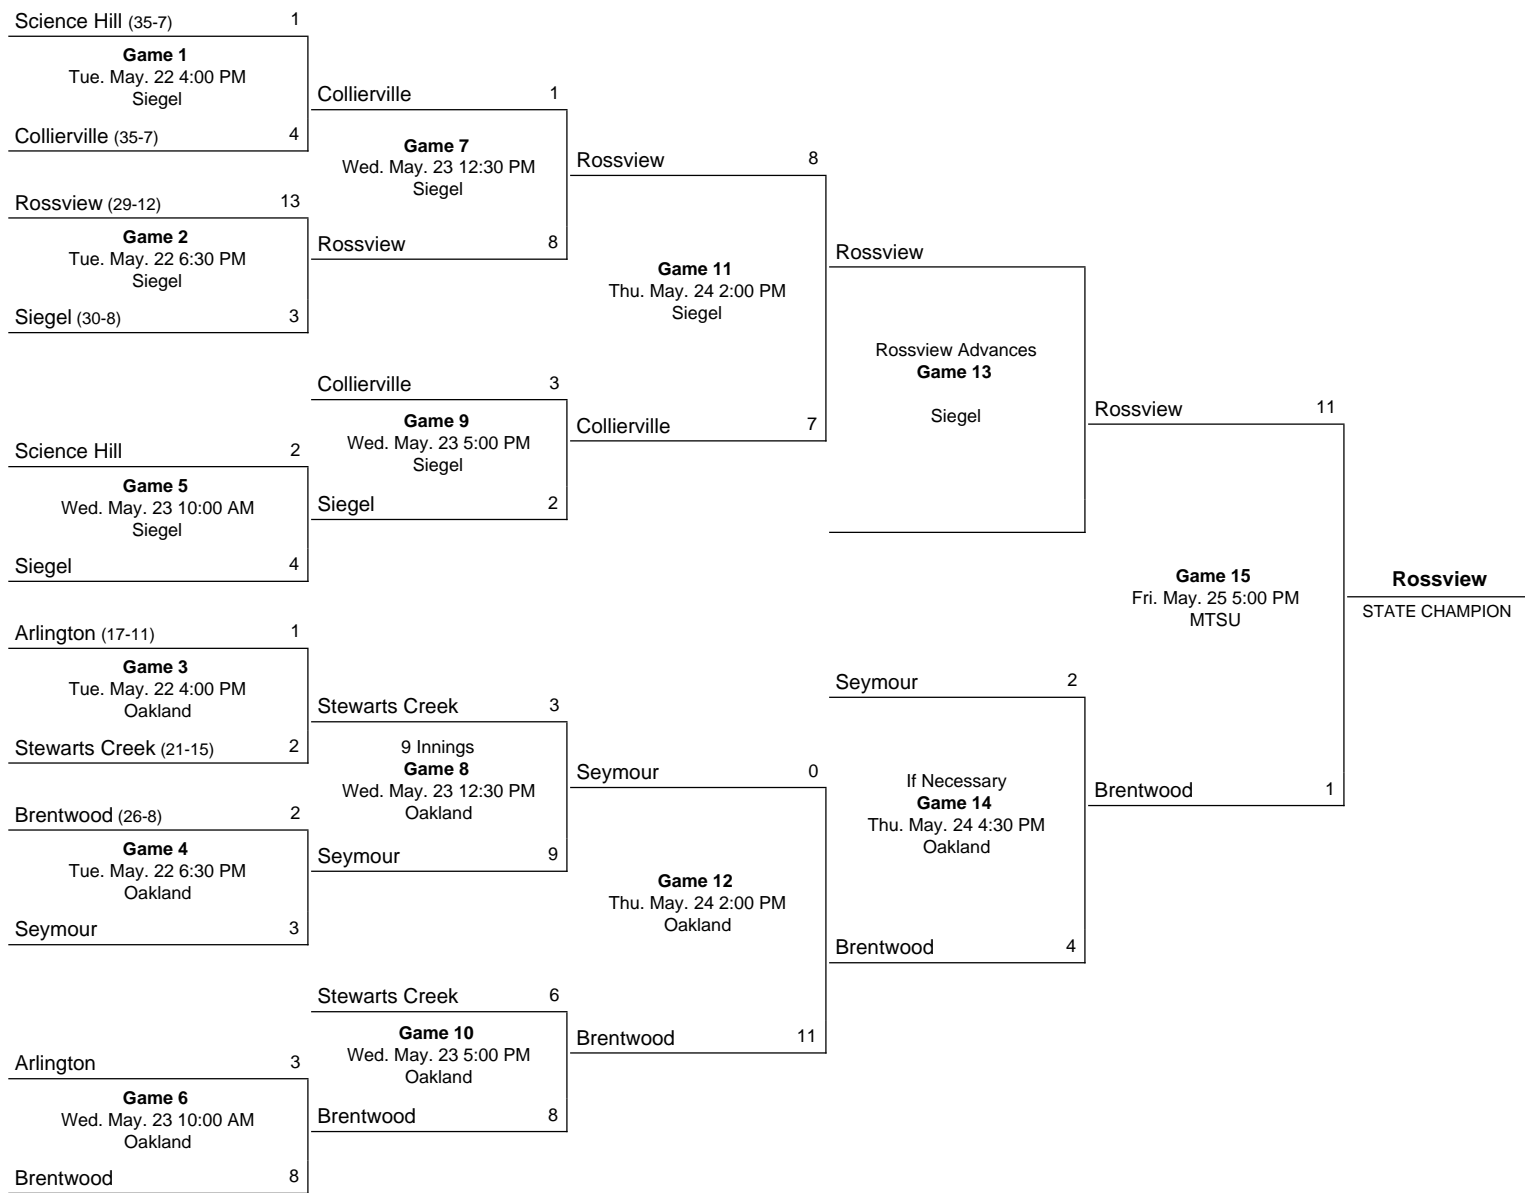 Science Hill (35-7) 1
Game 1
Tue. May. 22 4:00 PM
Siegel
Collierville (35-7) 4
Rossview (29-12) 13
Game 2
Tue. May. 22 6:30 PM
Siegel
Siegel (30-8) 3
Science Hill 2
Game 5
Wed. May. 23 10:00 AM
Siegel
Siegel 4
Arlington (17-11) 1
Game 3
Tue. May. 22 4:00 PM
Oakland
Stewarts Creek (21-15) 2
Brentwood (26-8) 2
Game 4
Tue. May. 22 6:30 PM
Oakland
Seymour 3
Arlington 3
Game 6
Wed. May. 23 10:00 AM
Oakland
Brentwood 8
Collierville 1
Game 7
Wed. May. 23 12:30 PM
Siegel
Rossview 8
Collierville 3
Game 9
Wed. May. 23 5:00 PM
Siegel
Siegel 2
Stewarts Creek 3
9 Innings
Game 8
Wed. May. 23 12:30 PM
Oakland
Seymour 9
Stewarts Creek 6
Game 10
Wed. May. 23 5:00 PM
Oakland
Brentwood 8
Rossview 8
Game 11
Thu. May. 24 2:00 PM
Siegel
Collierville 7
Seymour 0
Game 12
Thu. May. 24 2:00 PM
Oakland
Brentwood 11
Rossview
Rossview Advances
Game 13
Siegel
Seymour 2
If Necessary
Game 14
Thu. May. 24 4:30 PM
Oakland
Brentwood 4
Rossview 11
Game 15
Fri. May. 25 5:00 PM
MTSU
Brentwood 1
Rossview
STATE CHAMPION